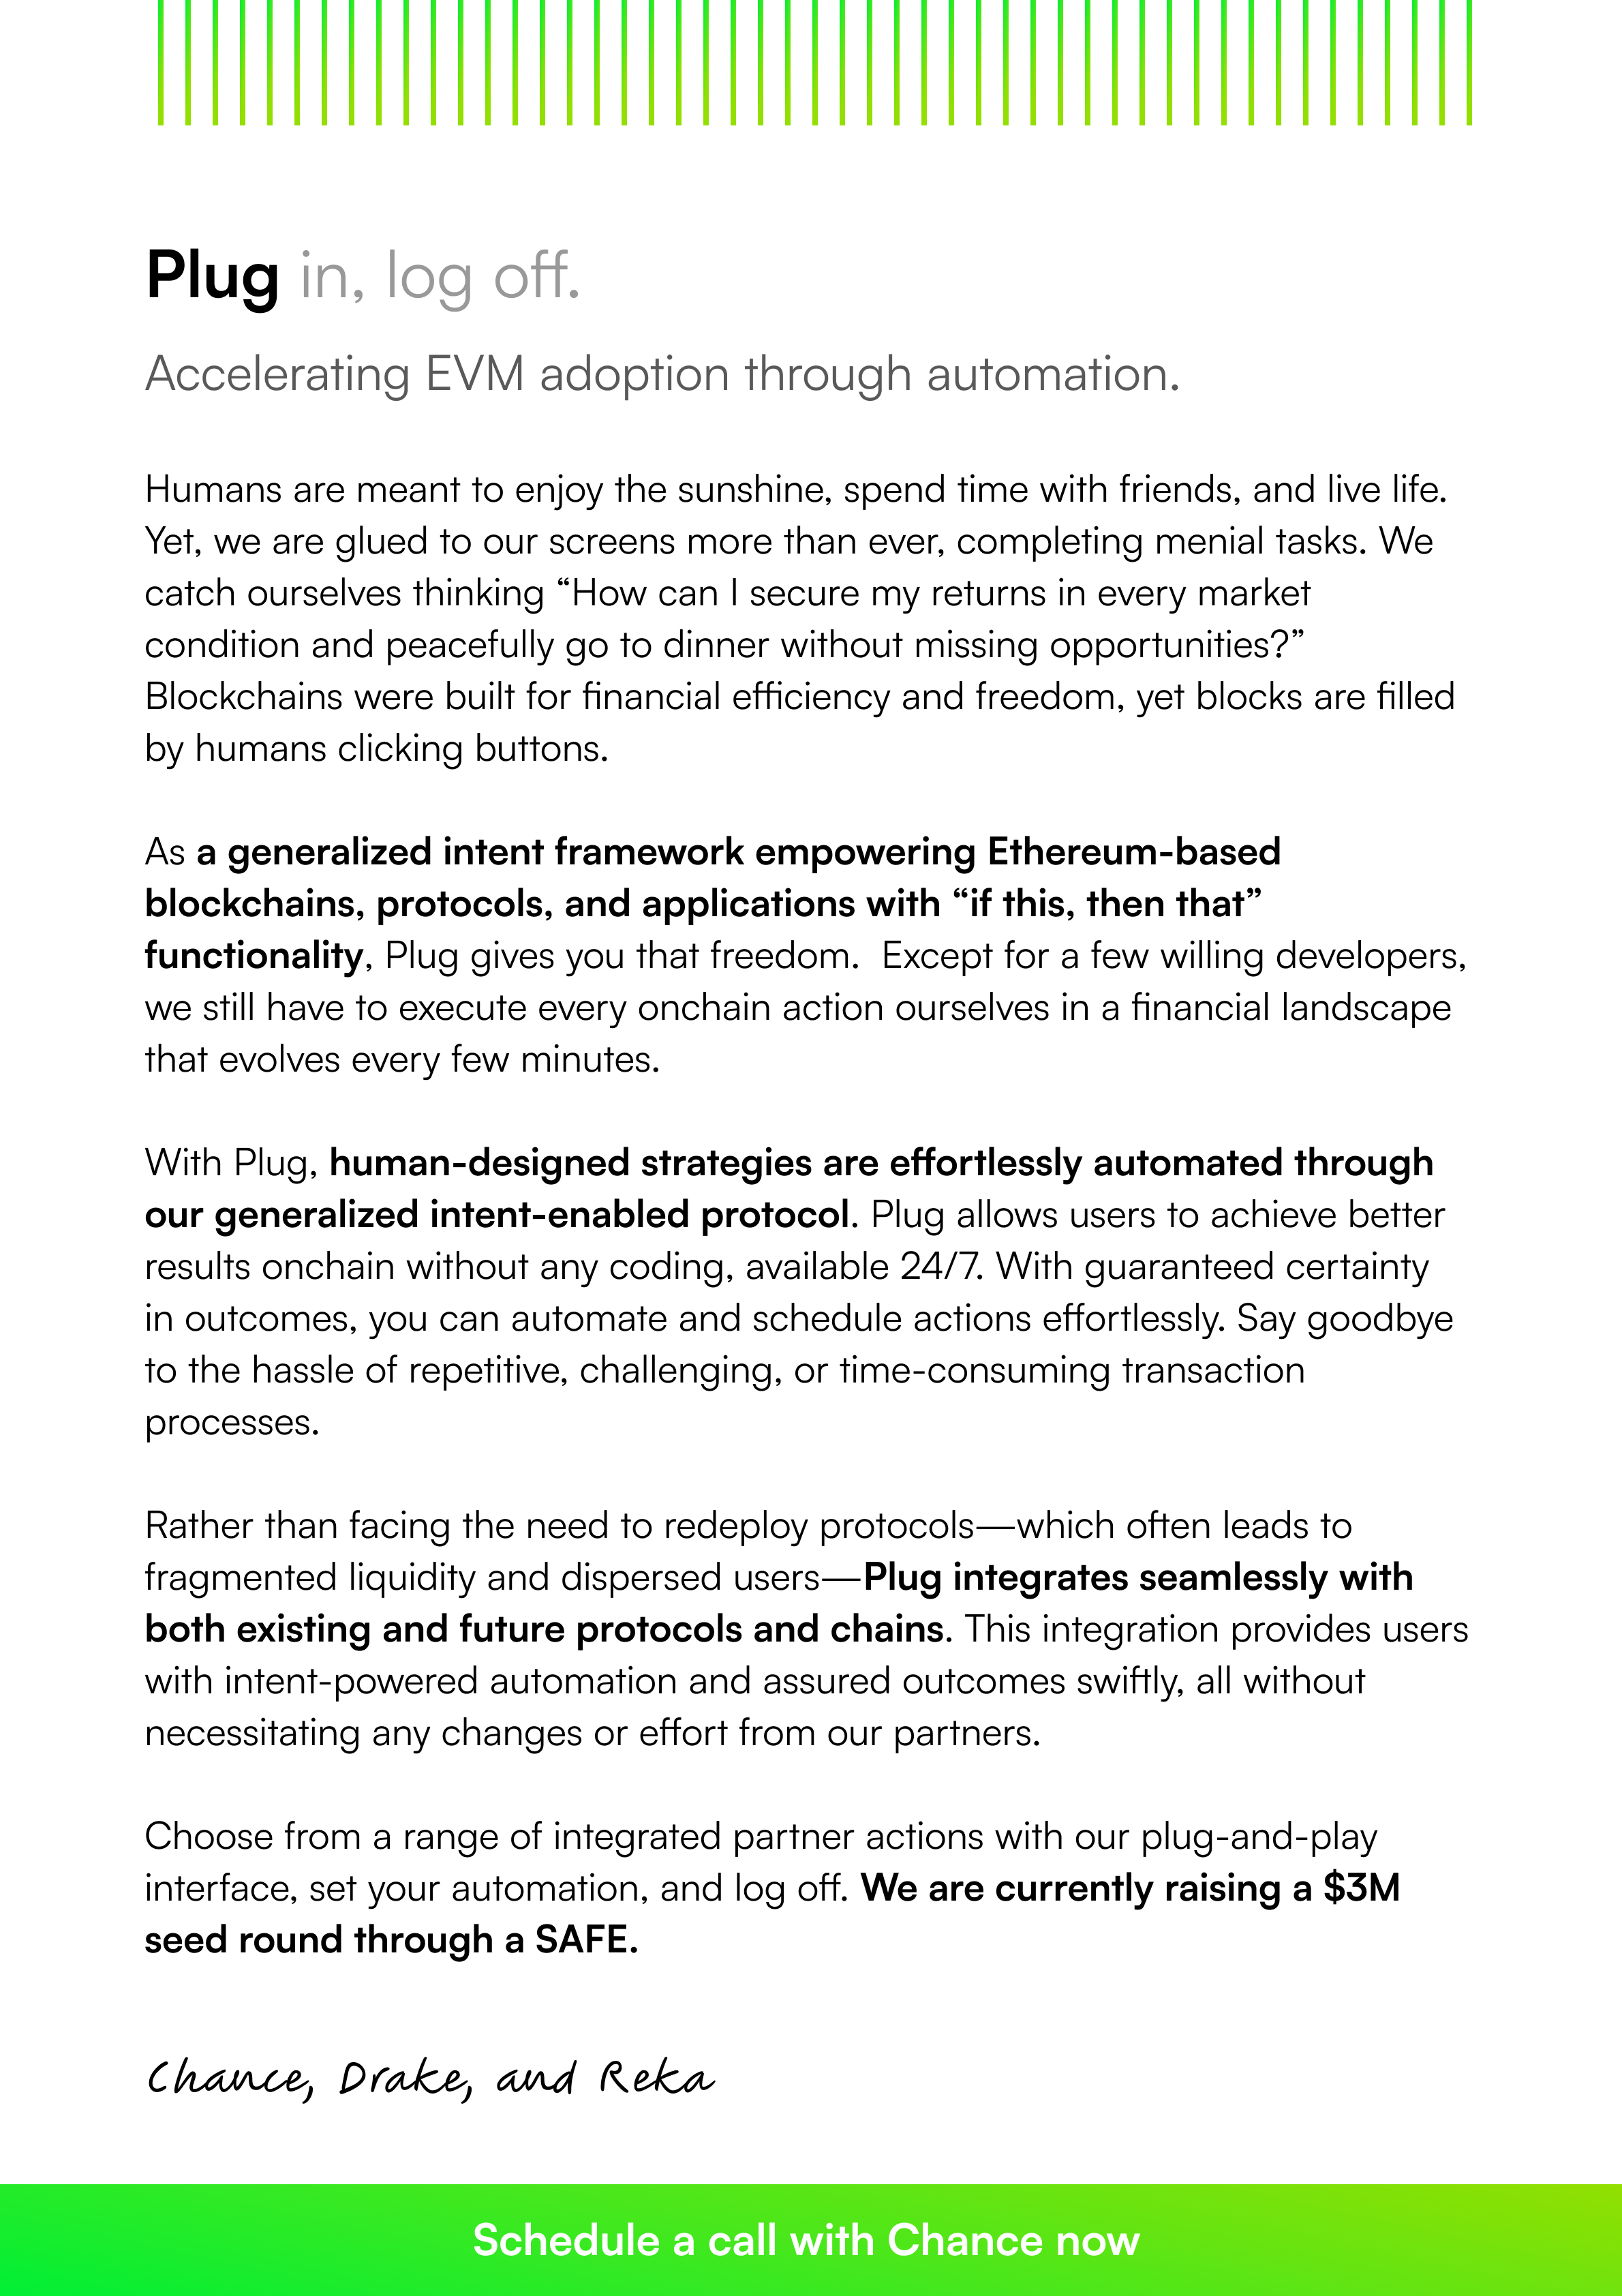 Plug in, log off.
Accelerating EVM adoption through automation.
Humans are meant to enjoy the sunshine, spend time with friends, and live life.
Yet, we are glued to our screens more than ever, completing menial tasks. We
catch ourselves thinking “How can I secure my returns in every market
condition and peacefully go to dinner without missing opportunities?”
Blockchains were built for financial efficiency and freedom, yet blocks are filled
by humans clicking buttons.
As a generalized intent framework empowering Ethereum-based
blockchains, protocols, and applications with “if this, then that”
functionality, Plug gives you that freedom.  Except for a few willing developers,
we still have to execute every onchain action ourselves in a financial landscape
that evolves every few minutes.
With Plug, human-designed strategies are effortlessly automated through
our generalized intent-enabled protocol. Plug allows users to achieve better
results onchain without any coding, available 24/7. With guaranteed certainty
in outcomes, you can automate and schedule actions effortlessly. Say goodbye
to the hassle of repetitive, challenging, or time-consuming transaction
processes.
Rather than facing the need to redeploy protocols—which often leads to
fragmented liquidity and dispersed users—Plug integrates seamlessly with
both existing and future protocols and chains. This integration provides users
with intent-powered automation and assured outcomes swiftly, all without
necessitating any changes or effort from our partners.
Choose from a range of integrated partner actions with our plug-and-play
interface, set your automation, and log off. We are currently raising a $3M
seed round through a SAFE.
Chance, Drake, and Reka
Schedule a call with Chance now